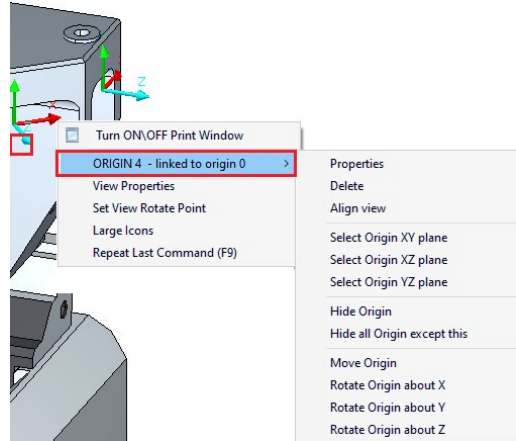 Z
X
Turn ON\OFF Print Window
ORIGIN 4 - linked to origin 0
View Properties
Set View Rotate Point
Large Icons
Repeat Last Command (F9)
Properties
Delete
Align view
Select Origin XY plane
Select Origin XZ plane
Select Origin YZ plane
Hide Origin
Hide all Origin except this
Move Origin
Rotate Origin about X
Rotate Origin about Y
Rotate Origin about Z